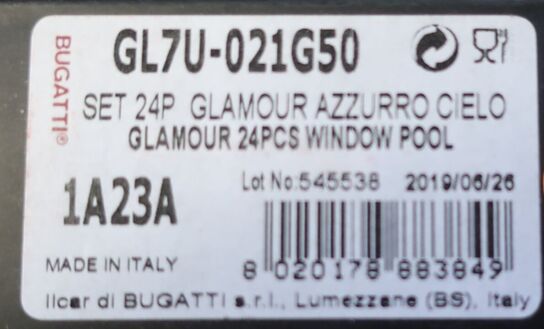 BUGATTI®
GL7U-021G50
SET 24P GLAMOUR AZZURRO CIELO
GLAMOUR 24PCS WINDOW POOL
1A23A
Lot No:545538 2019/06/26
8 020178 883849
MADE IN ITALY
Ilcar di BUGATTI s.r.l., Lumezzane (BS), Italy